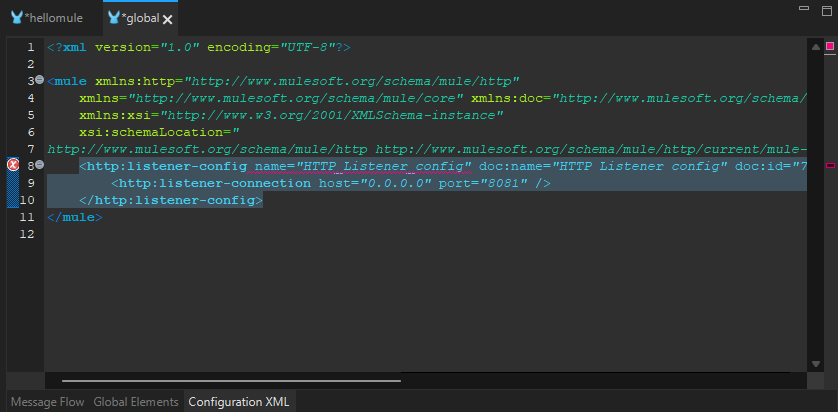 *hellomule *global
1 <?xml version="1.0" encoding="UTF-8"?>
2
3 <mule xmlns:http="http://www.mulesoft.org/schema/mule/http"
4 xmlns="http://www.mulesoft.org/schema/mule/core" xmlns:doc="http://www.mulesoft.org/schema/
5 xmlns:xsi="http://www.w3.org/2001/XMLSchema-instance"
6 xsi:schemaLocation="
7 http://www.mulesoft.org/schema/mule/http http://www.mulesoft.org/schema/mule/http/current/mule-
8 <http:listener-config name="HTTP_Listener_config" doc:name="HTTP Listener config" doc:id="7
9 <http:listener-connection host="0.0.0.0" port="8081" />
10 </http:listener-config>
11 </mule>
12
Message Flow Global Elements Configuration XML